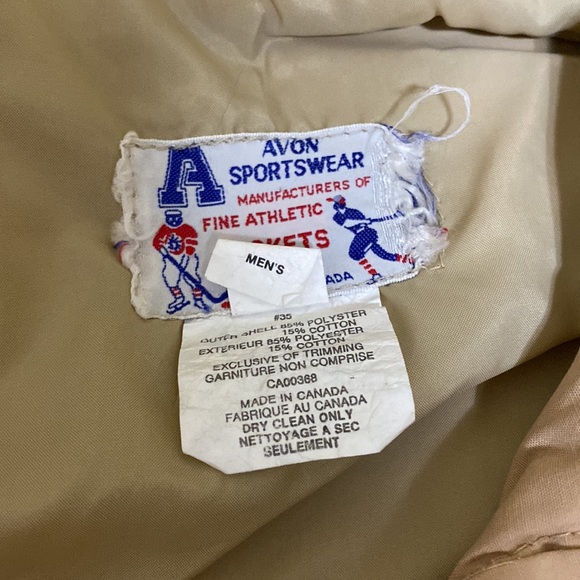 A
AVON
SPORTSWEAR
MANUFACTURERS OF
FINE ATHLETIC
KETS
ADA
MEN'S
#35
OUTER SHELL 85% POLYSTER
15% COTTON
EXTERIEUR 85% POLYESTER
15% COTTON
EXCLUSIVE OF TRIMMING
GARNITURE NON COMPRISE
CA00368
MADE IN CANADA
FABRIQUE AU CANADA
DRY CLEAN ONLY
NETTOYAGE A SEC
SEULEMENT